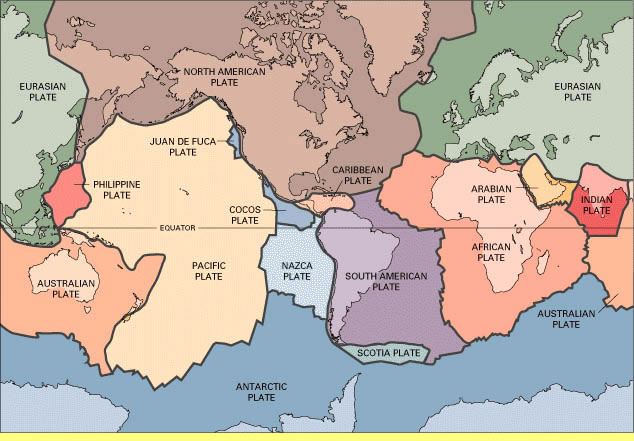 NORTH AMERICAN
PLATE
EURASIAN
PLATE
EURASIAN
PLATE
JUAN DE FUCA
PLATE
CARIBBEAN
PLATE
PHILIPPINE
PLATE
ARABIAN
PLATE
INDIAN
PLATE
COCOS
PLATE
EQUATOR
AFRICAN
PLATE
PACIFIC
PLATE
NAZCA
PLATE
SOUTH AMERICAN
PLATE
AUSTRALIAN
PLATE
AUSTRALIAN
PLATE
SCOTIA PLATE
ANTARCTIC
PLATE